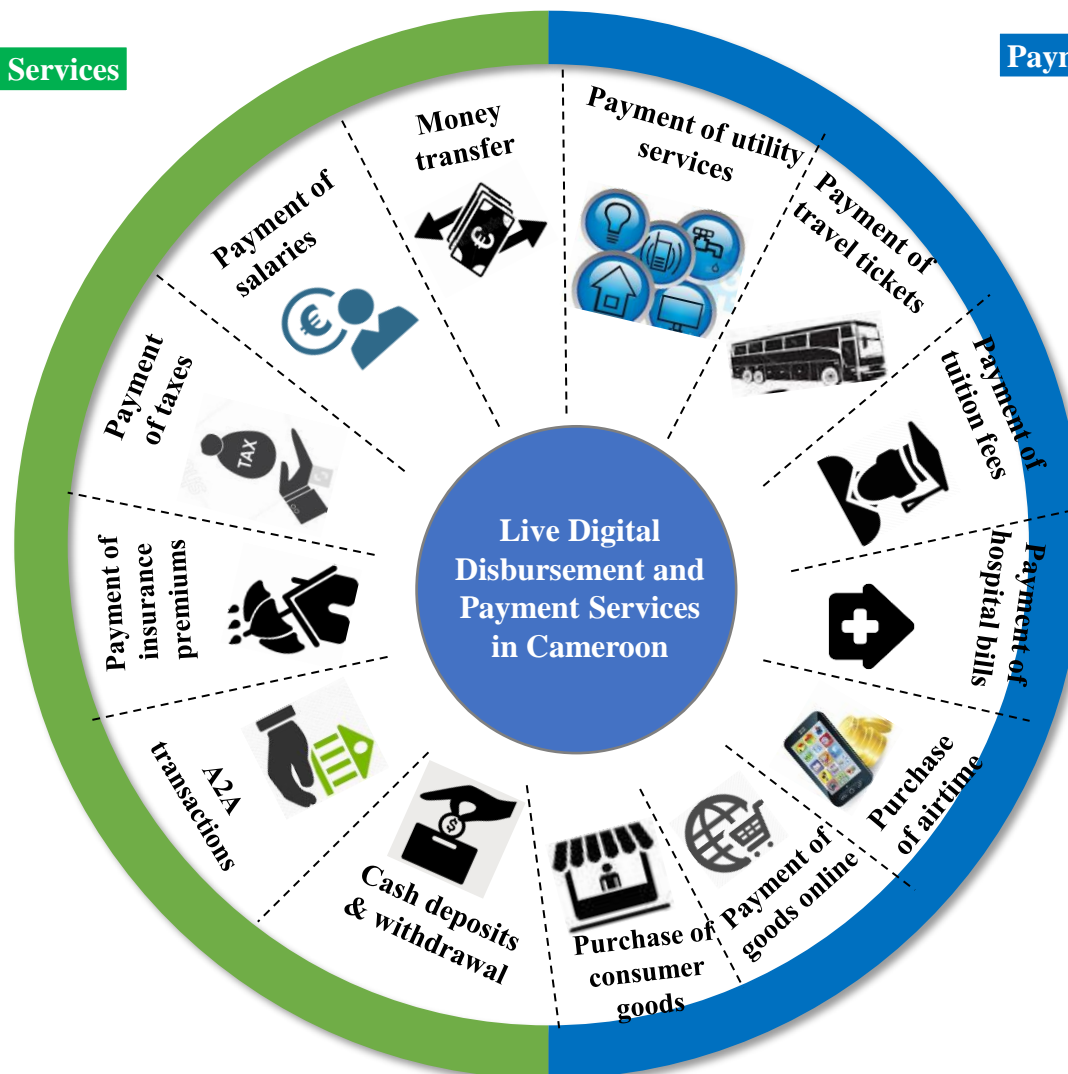 Services
Paym
Money
transfer
Payment of utility
services
Payment of
travel tickets
Payment of
tuition fees
Payment of
hospital bills
Purchase
of airtime
Payment of
goods online
Purchase of
consumer
goods
Cash deposits
& withdrawal
$
A2A
transactions
Payment of
insurance
premiums
Payment
of taxes
TAX
Payment of
salaries
€
€
Live Digital
Disbursement and
Payment Services
in Cameroon